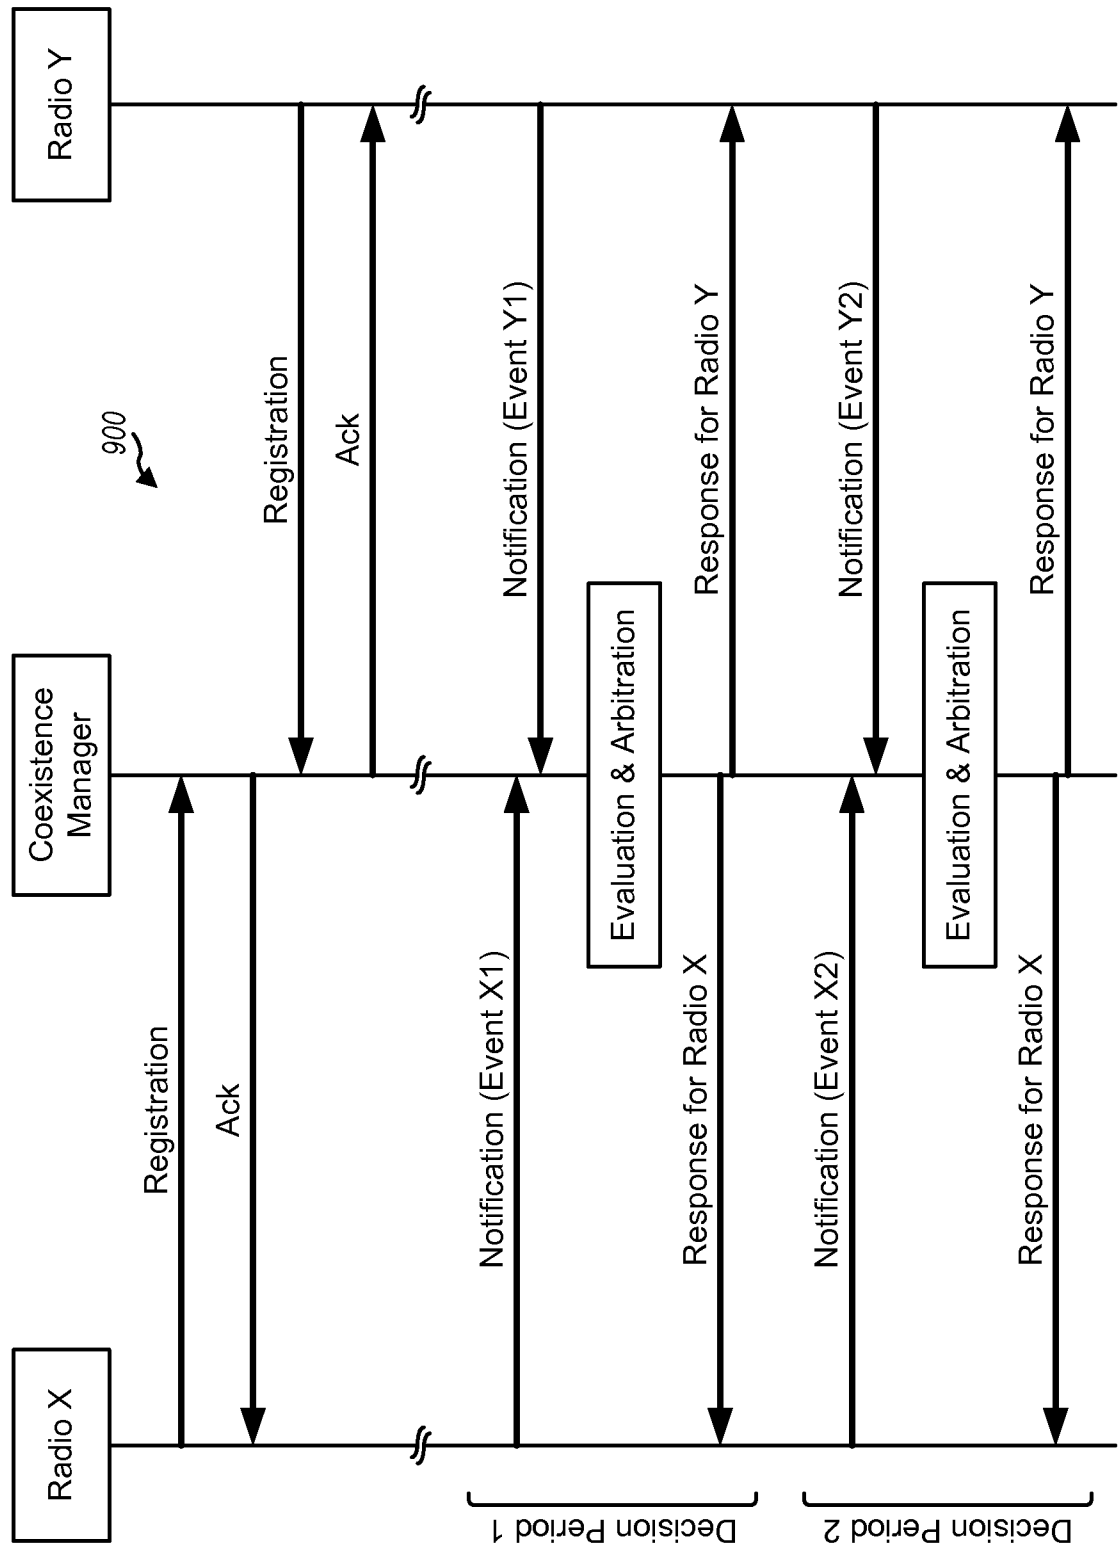 Radio X
Coexistence
Manager
Radio Y
900
Registration
Ack
Registration
Ack
Decision Period 1
Notification (Event X1)
Notification (Event Y1)
Evaluation & Arbitration
Response for Radio X
Response for Radio Y
Decision Period 2
Notification (Event X2)
Notification (Event Y2)
Evaluation & Arbitration
Response for Radio X
Response for Radio Y